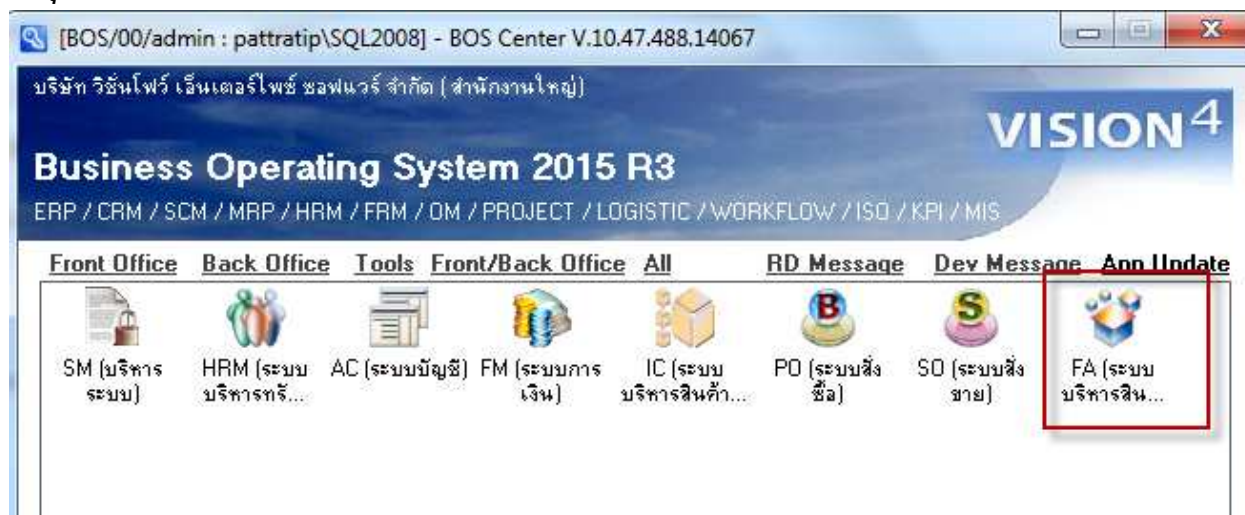 [BOS/00/admin : pattratip\SQL2008] - BOS Center V.10.47.488.14067
บริษัท วิชั่นโฟว์ เอ็นเตอร์ไพซ์ ซอฟแวร์ จำกัด ( สำนักงานใหญ่)
VISION4
Business Operating System 2015 R3
ERP / CRM / SCM / MRP / HRM / FRM / OM / PROJECT / LOGISTIC / WORKFLOW / ISO / KPI / MIS
Front Office Back Office Tools Front/Back Office All RD Message Dev Message App Update
B S
SM (บริหาร HRM (ระบบ AC (ระบบบัญชี) FM (ระบบการ IC (ระบบ PO (ระบบสั่ง SO (ระบบสั่ง FA (ระบบ
ระบบ) บริหารทรั... เงิน) บริหารสินค้า... ซื้อ) ขาย) บริหารสิน...